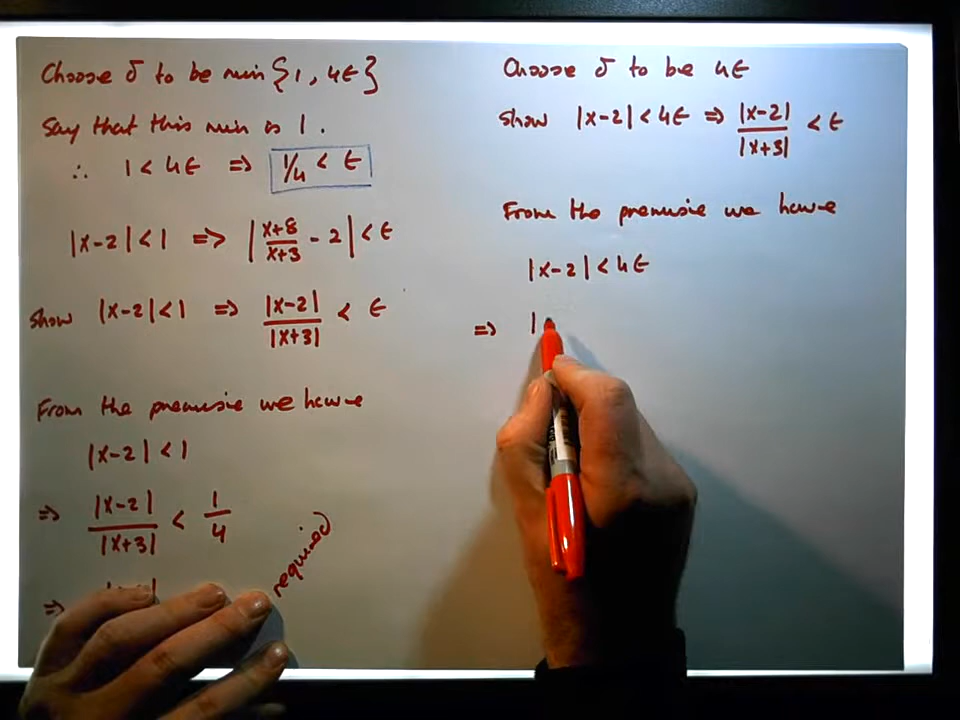 Choose δ to be min {1, 4ϵ}
Say that this min is 1.
∴ 1 < 4ϵ ⇒ 1/4 < ϵ
|x-2| < 1 ⇒ | (x+8)/(x+3) - 2 | < ϵ
Show |x-2| < 1 ⇒ |x-2|/|x+3| < ϵ
From the premise we have
|x-2| < 1
⇒ |x-2|/|x+3| < 1/4
⇒
required
Choose δ to be 4ϵ
Show |x-2| < 4ϵ ⇒ |x-2|/|x+3| < ϵ
From the premise we have
|x-2| < 4ϵ
⇒ |